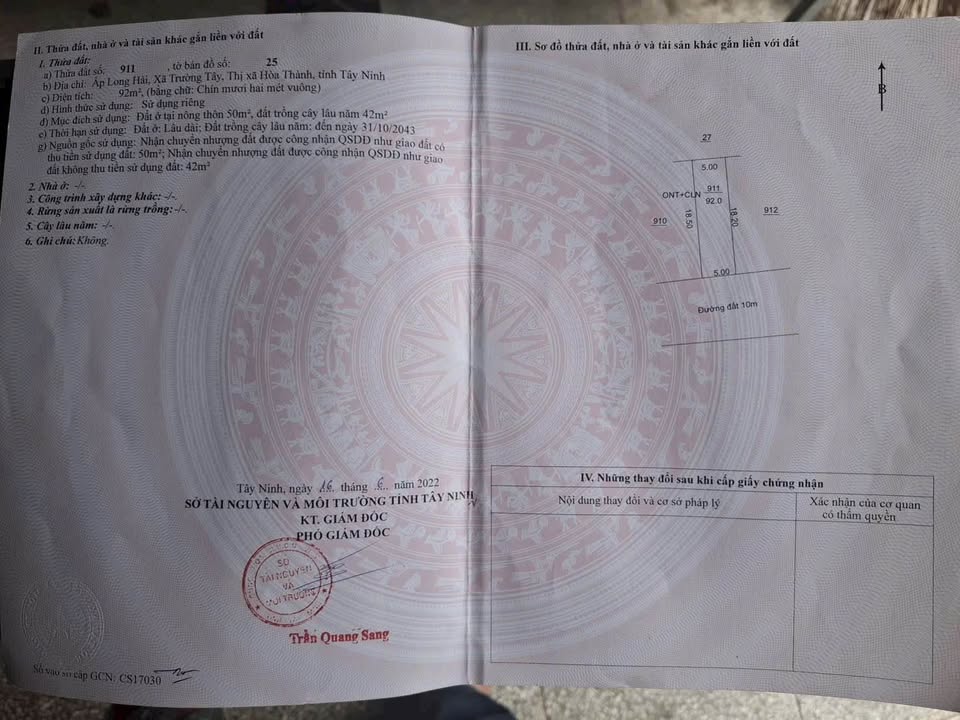 II. Thửa đất, nhà ở và tài sản khác gắn liền với đất
1. Thửa đất:
a) Thửa đất số: 911 , tờ bản đồ số: 25
b) Địa chỉ: Ấp Long Hải, Xã Trường Tây, Thị xã Hòa Thành, tỉnh Tây Ninh
c) Diện tích: 92m², (bằng chữ: Chín mươi hai mét vuông)
d) Hình thức sử dụng: Sử dụng riêng
đ) Mục đích sử dụng: Đất ở tại nông thôn 50m², đất trồng cây lâu năm 42m²
e) Thời hạn sử dụng: Đất ở: Lâu dài; Đất trồng cây lâu năm: đến ngày 31/10/2043
g) Nguồn gốc sử dụng: Nhận chuyển nhượng đất được công nhận QSDĐ như giao đất có
thu tiền sử dụng đất: 50m²; Nhận chuyển nhượng đất được công nhận QSDĐ như giao
đất không thu tiền sử dụng đất: 42m²
2. Nhà ở: -/-.
3. Công trình xây dựng khác: -/-.
4. Rừng sản xuất là rừng trồng: -/-.
5. Cây lâu năm: -/-.
6. Ghi chú: Không.
Tây Ninh, ngày 16 tháng 6 năm 2022
SỞ TÀI NGUYÊN VÀ MÔI TRƯỜNG TỈNH TÂY NINH
KT. GIÁM ĐỐC
PHÓ GIÁM ĐỐC
SỞ
TÀI NGUYÊN
VÀ
MÔI TRƯỜNG
Trần Quang Sang
Số vào sổ cấp GCN: CS17030
III. Sơ đồ thửa đất, nhà ở và tài sản khác gắn liền với đất
B
27
5.00
ONT+CLN
911
92.0
910
18.50
18.20
912
5.00
Đường đất 10m
IV. Những thay đổi sau khi cấp giấy chứng nhận
Nội dung thay đổi và cơ sở pháp lý
Xác nhận của cơ quan
có thẩm quyền